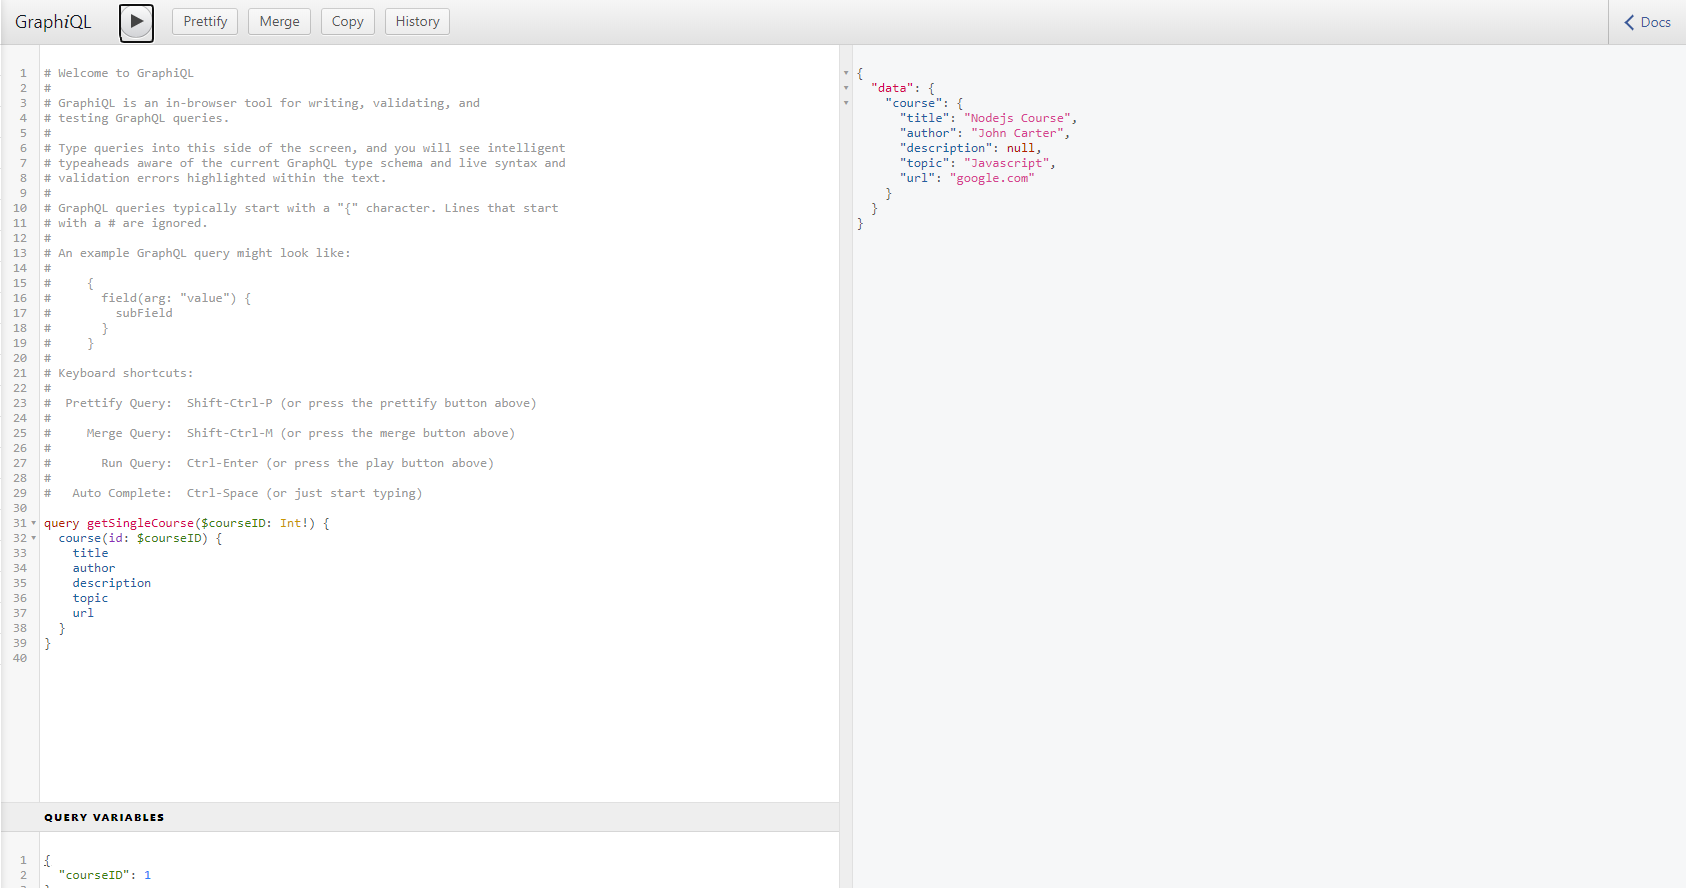 GraphiQL
Prettify
Merge
Copy
History
Docs
1 # Welcome to GraphiQL
2 #
3 # GraphiQL is an in-browser tool for writing, validating, and
4 # testing GraphQL queries.
5 #
6 # Type queries into this side of the screen, and you will see intelligent
7 # typeaheads aware of the current GraphQL type schema and live syntax and
8 # validation errors highlighted within the text.
9 #
10 # GraphQL queries typically start with a "{" character. Lines that start
11 # with a # are ignored.
12 #
13 # An example GraphQL query might look like:
14 #
15 #     {
16 #       field(arg: "value") {
17 #         subField
18 #       }
19 #     }
20 #
21 # Keyboard shortcuts:
22 #
23 #  Prettify Query:  Shift-Ctrl-P (or press the prettify button above)
24 #
25 #     Merge Query:  Shift-Ctrl-M (or press the merge button above)
26 #
27 #       Run Query:  Ctrl-Enter (or press the play button above)
28 #
29 #   Auto Complete:  Ctrl-Space (or just start typing)
30
31 query getSingleCourse($courseID: Int!) {
32   course(id: $courseID) {
33     title
34     author
35     description
36     topic
37     url
38   }
39 }
40
QUERY VARIABLES
1 {
2   "courseID": 1
{
  "data": {
    "course": {
      "title": "Nodejs Course",
      "author": "John Carter",
      "description": null,
      "topic": "Javascript",
      "url": "google.com"
    }
  }
}